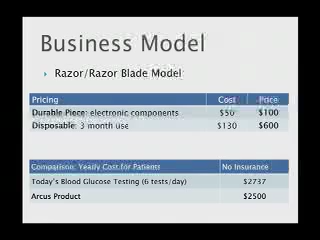 Business Model
Razor/Razor Blade Model
Pricing Cost Price
Durable Piece: electronic components $50 $100
Disposable: 3 month use $130 $600
Comparison: Yearly Cost for Patients No Insurance
Today's Blood Glucose Testing (6 tests/day) $2737
Arcus Product $2500